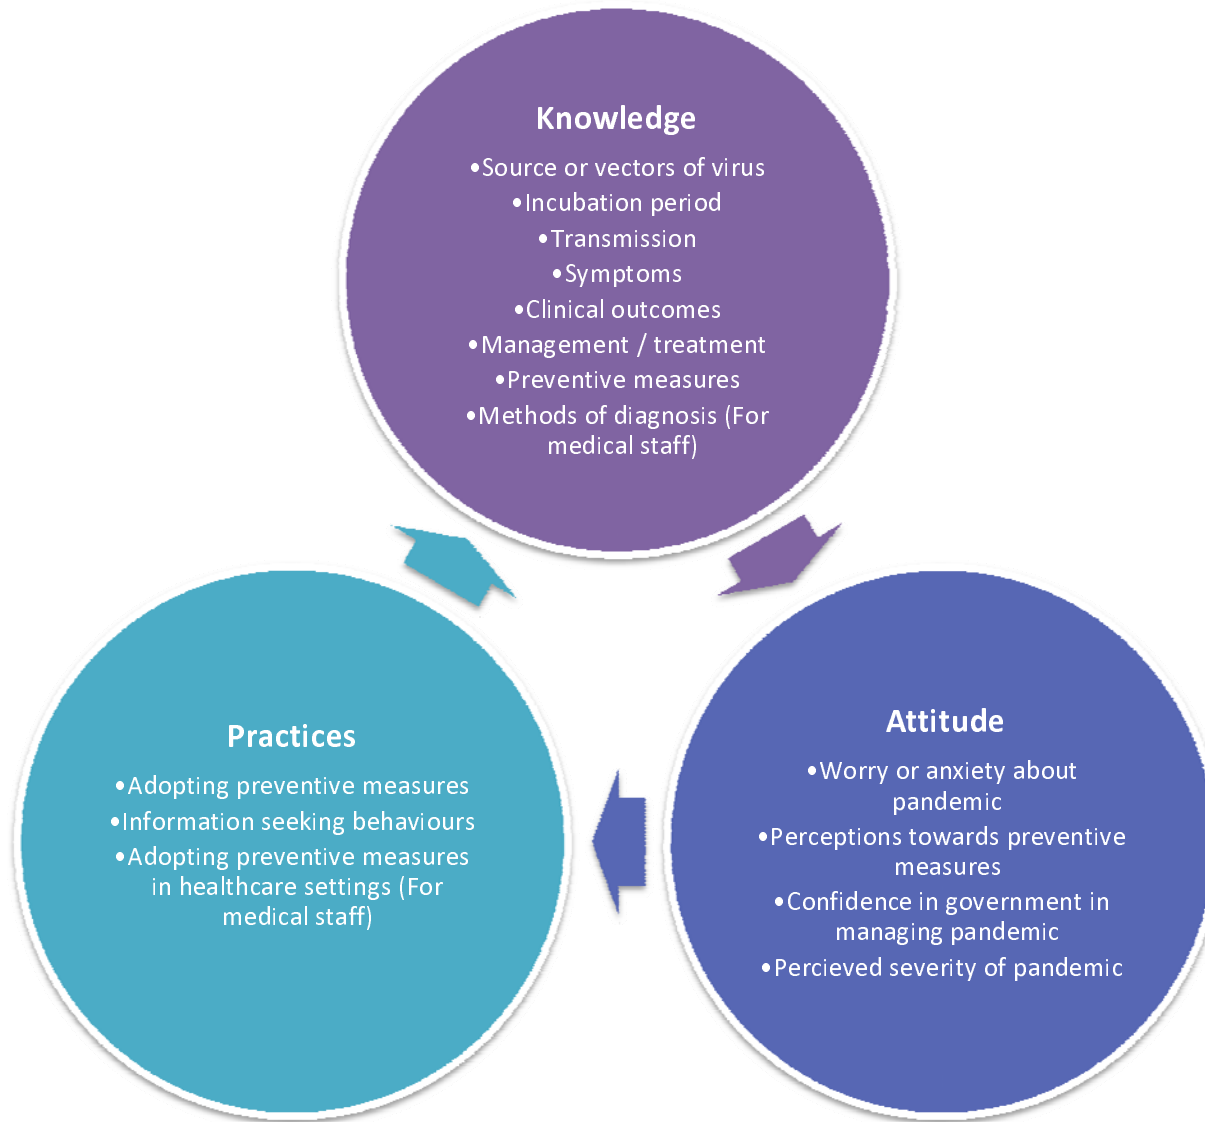 Knowledge
•Source or vectors of virus
•Incubation period
•Transmission
•Symptoms
•Clinical outcomes
•Management / treatment
•Preventive measures
•Methods of diagnosis (For
medical staff)
Attitude
•Worry or anxiety about
pandemic
•Perceptions towards preventive
measures
•Confidence in government in
managing pandemic
•Percieved severity of pandemic
Practices
•Adopting preventive measures
•Information seeking behaviours
•Adopting preventive measures
in healthcare settings (For
medical staff)